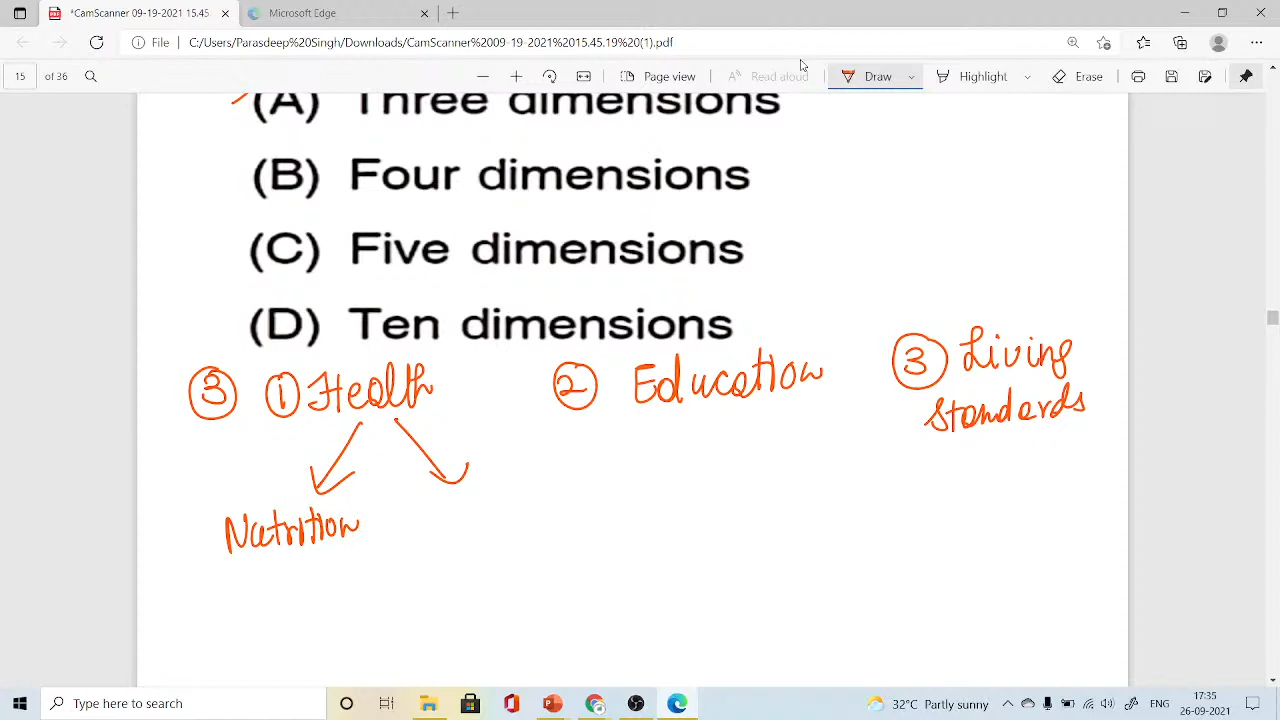 *CamScanner 09-19-2021 15.45
Microsoft Edge
File C:/Users/Parasdeep%20Singh/Downloads/CamScanner%2009-19-2021%2015.45.19%20(1).pdf
15 of 36 Page view Read aloud Draw Highlight Erase
(A) Three dimensions
(B) Four dimensions
(C) Five dimensions
(D) Ten dimensions
3 1 Health 2 Education 3 Living
Standards
Nutrition
Type here to search
32°C Partly sunny ENG 17:35
26-09-2021